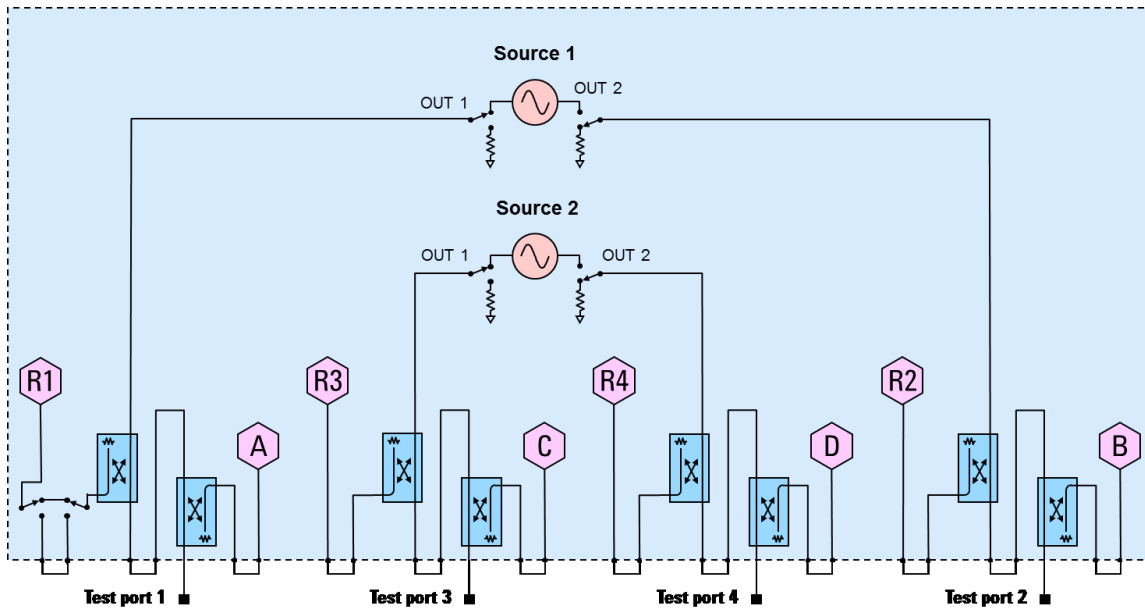 Source 1
OUT 1
OUT 2
Source 2
OUT 1
OUT 2
R1
R3
R4
R2
A
C
D
B
Test port 1
Test port 3
Test port 4
Test port 2